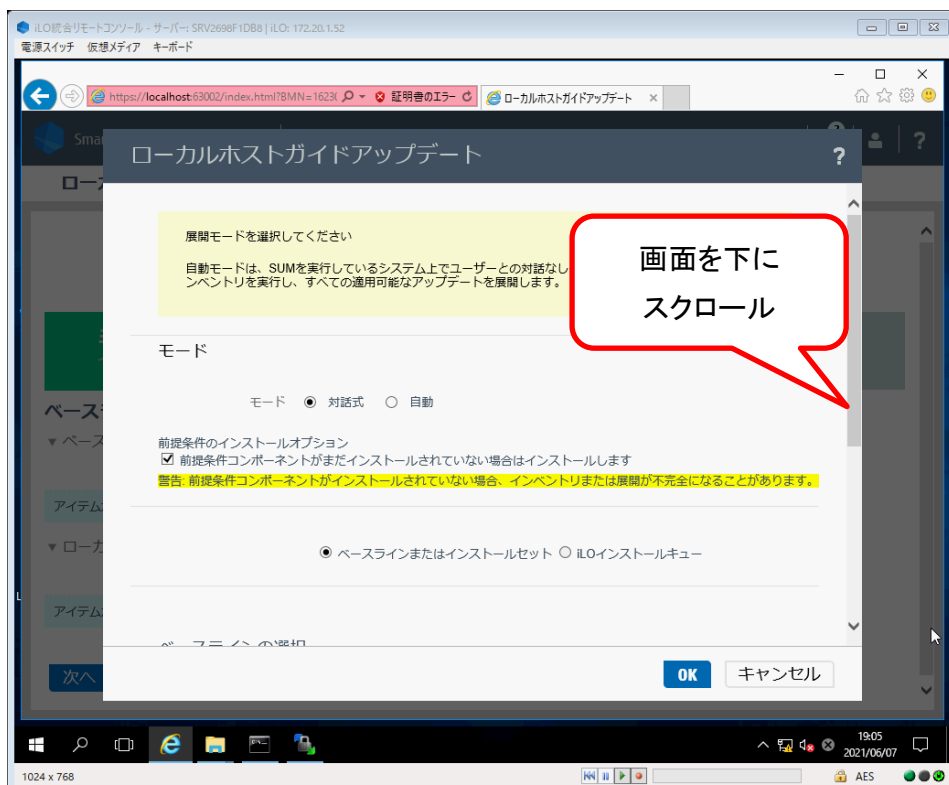 iLO統合リモートコンソール - サーバー: SRV2698F1DB8 | iLO: 172.20.1.52
電源スイッチ 仮想メディア キーボード
https://localhost:63002/index.html?BMN=1623
証明書のエラー
ローカルホストガイドアップデート
Smar
ローカルホストガイドアップデート
?
?
ローカ
展開モードを選択してください
自動モードは、SUMを実行しているシステム上でユーザーとの対話なし
ンベントリを実行し、すべての適用可能なアップデートを展開します。
画面を下に
スクロール
モード
モード 対話式 自動
ベース
ベース
前提条件のインストールオプション
前提条件コンポーネントがまだインストールされていない場合はインストールします
警告: 前提条件コンポーネントがインストールされていない場合、インベントリまたは展開が不完全になることがあります。
アイテム
ローカ
ベースラインまたはインストールセット iLOインストールキュー
アイテム
ベースラインの選択
次へ
OK キャンセル
19:05
2021/06/07
1024 x 768
AES